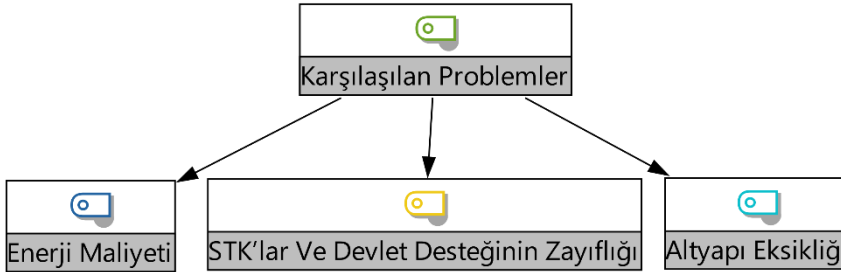 Karşılaşılan Problemler
Enerji Maliyeti
STK'lar Ve Devlet Desteğinin Zayıflığı
Altyapı Eksikliğ